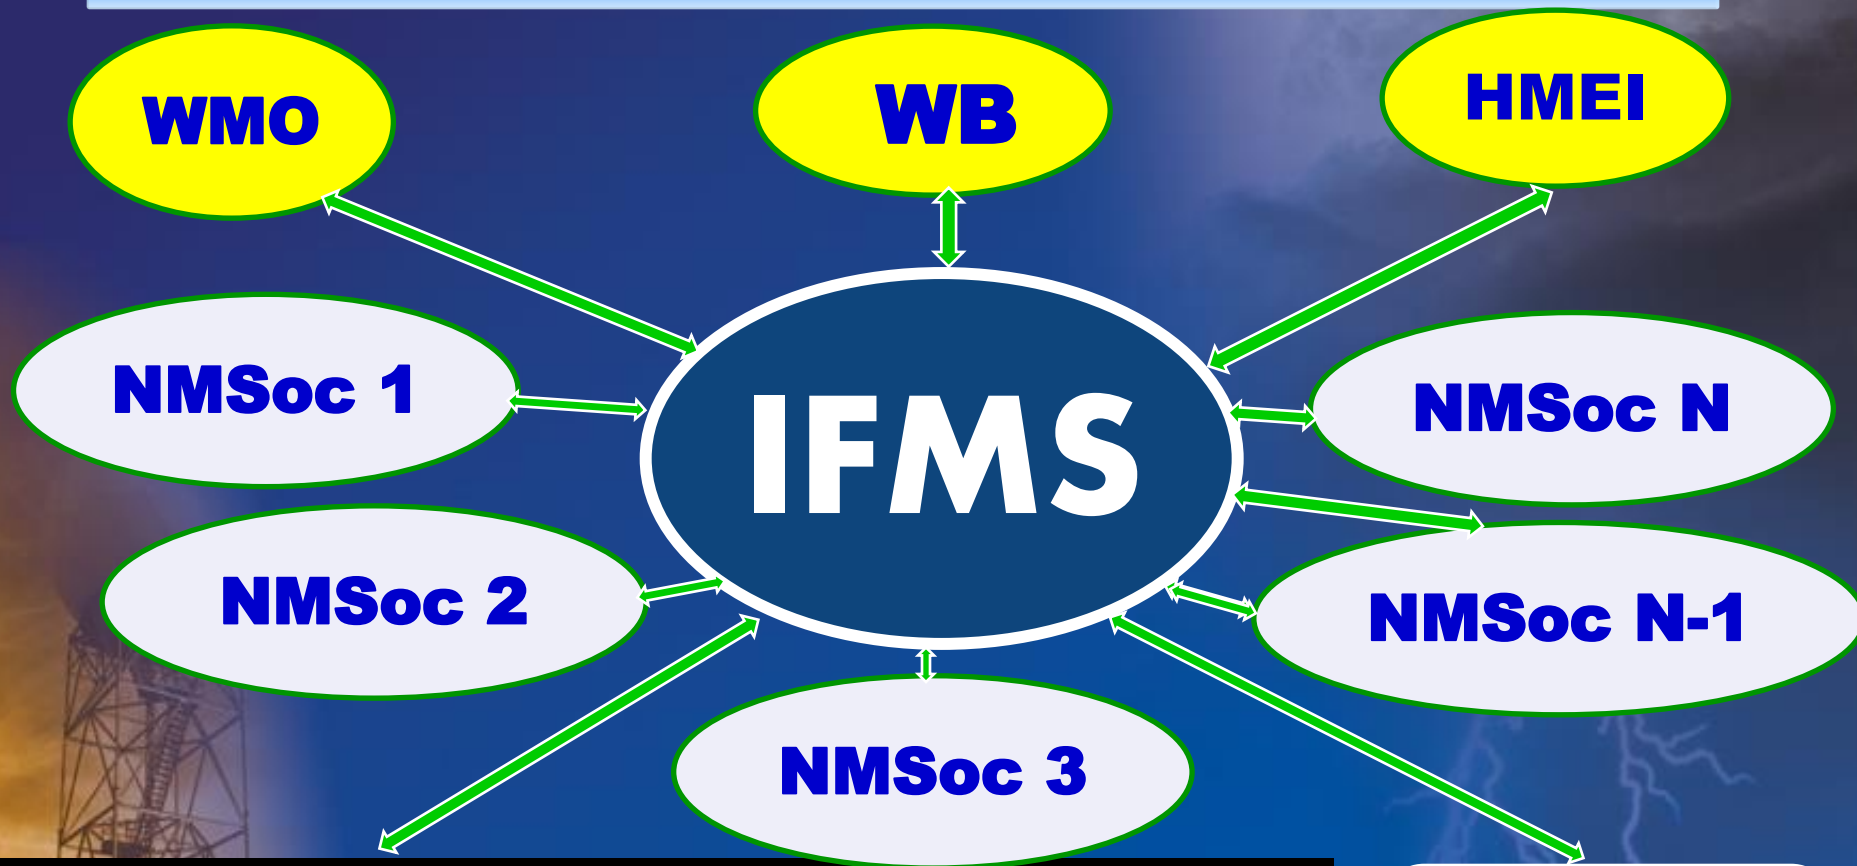 WMO
WB
HMEI
NMSoc 1
IFMS
NMSoc N
NMSoc 2
NMSoc N-1
NMSoc 3